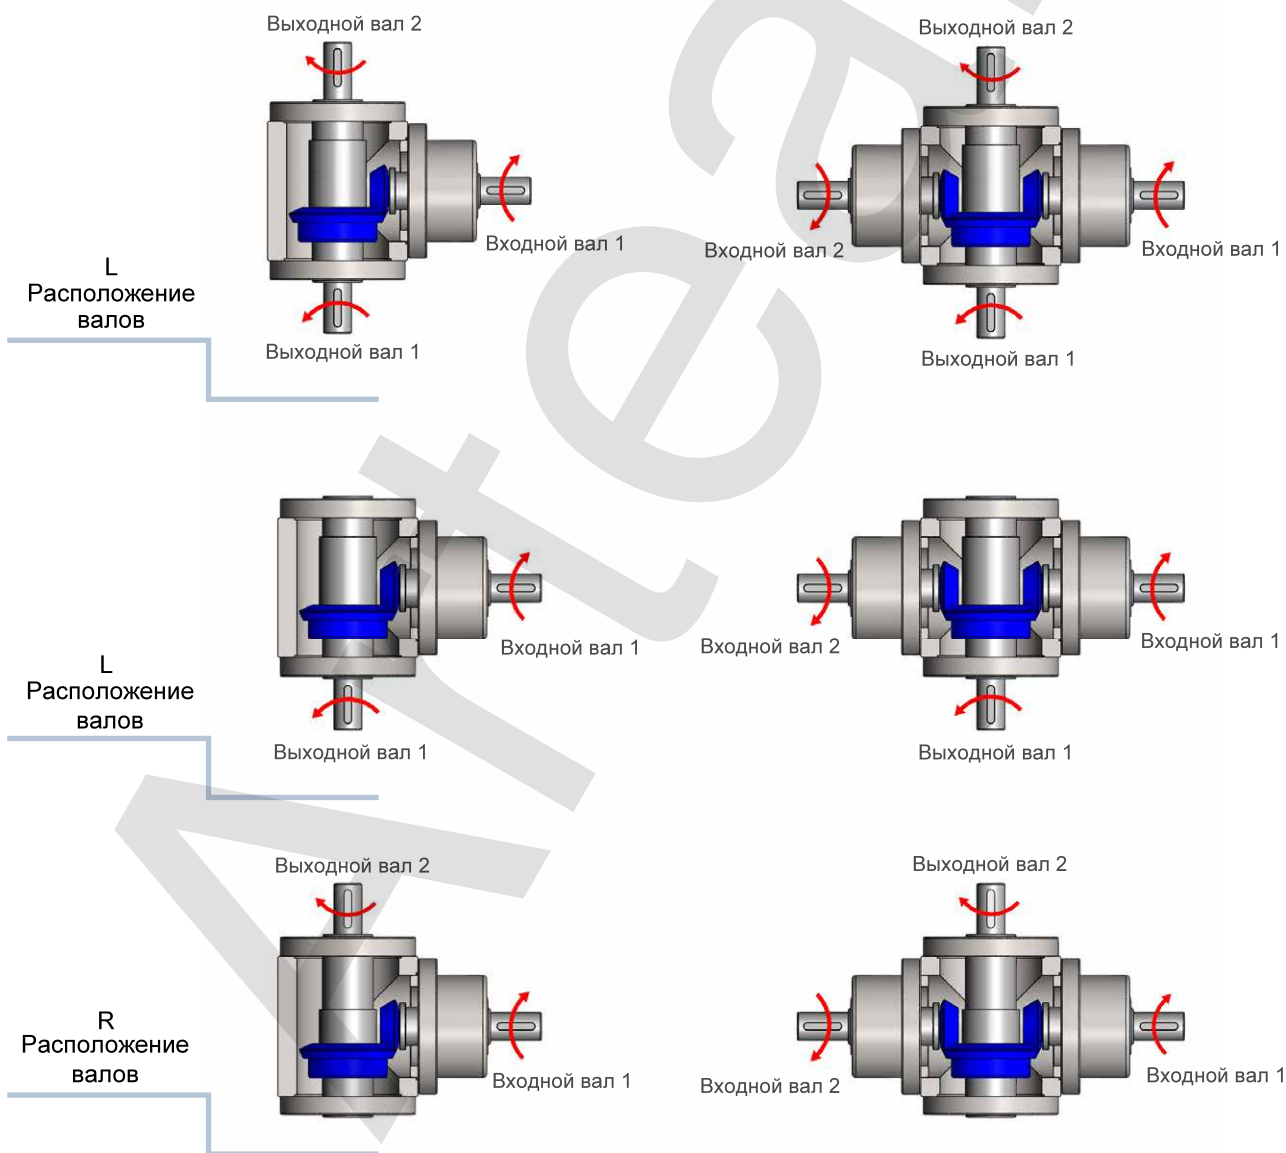 Выходной вал 2
Выходной вал 2
Входной вал 1
Входной вал 2
Входной вал 1
L
Расположение
валов
Выходной вал 1
Выходной вал 1
Входной вал 1
Входной вал 2
Входной вал 1
L
Расположение
валов
Выходной вал 1
Выходной вал 1
Выходной вал 2
Выходной вал 2
R
Расположение
валов
Входной вал 1
Входной вал 2
Входной вал 1